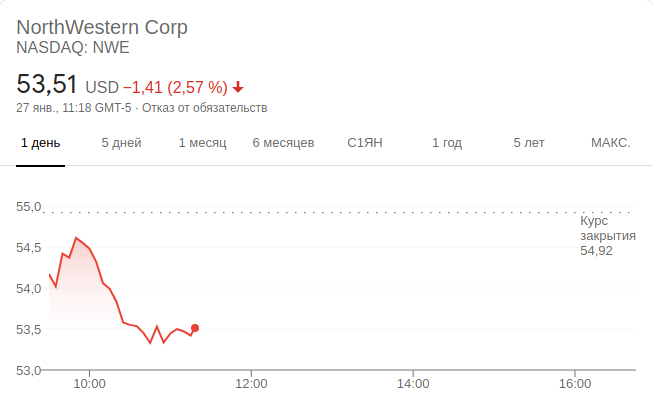 NorthWestern Corp
NASDAQ: NWE
53,51 USD −1,41 (2,57 %)
27 янв., 11:18 GMT-5 · Отказ от обязательств
1 день 5 дней 1 месяц 6 месяцев С1ЯН 1 год 5 лет МАКС.
55,0
Курс
закрытия
54,92
54,5
54,0
53,5
53,0
10:00 12:00 14:00 16:00